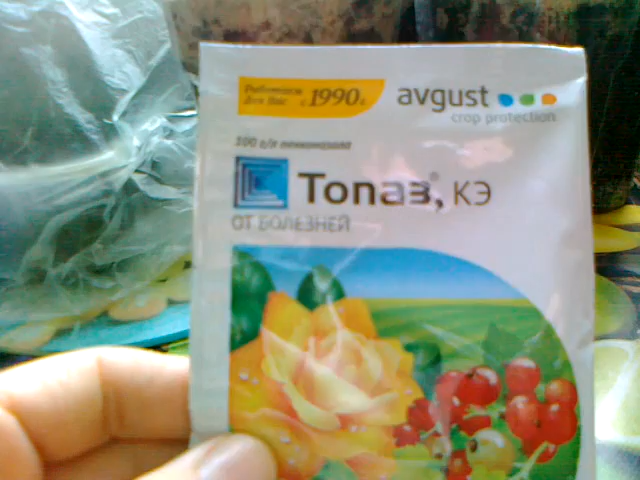 Работаем
для Вас с 1990 г.
avgust
crop protection
100 г/л пенконазола
Топаз®, КЭ
ОТ БОЛЕЗНЕЙ